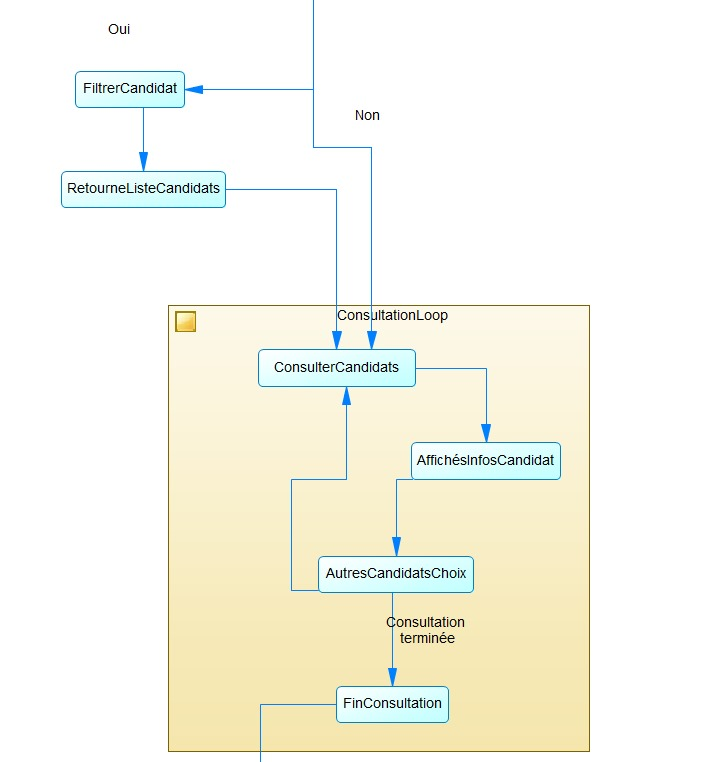 Oui
FiltrerCandidat
Non
RetourneListeCandidats
ConsultationLoop
ConsulterCandidats
AffichésInfosCandidat
AutresCandidatsChoix
Consultation
terminée
FinConsultation